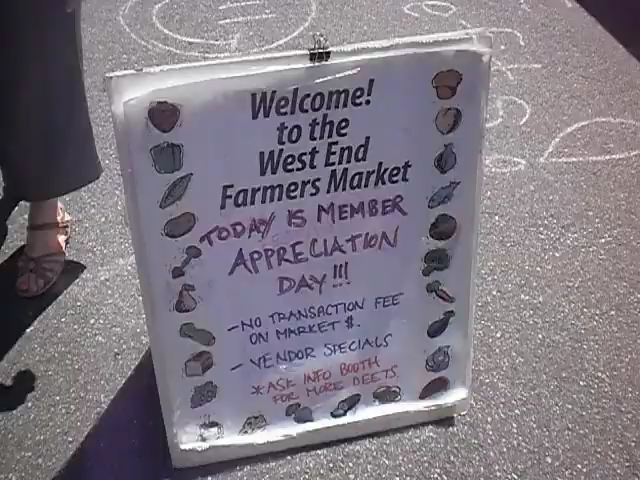 Welcome!
to the
West End
Farmers Market
TODAY IS MEMBER
APPRECIATION
DAY!!!
- NO TRANSACTION FEE
ON MARKET $.
- VENDOR SPECIALS
*ASK INFO BOOTH
FOR MORE DEETS.